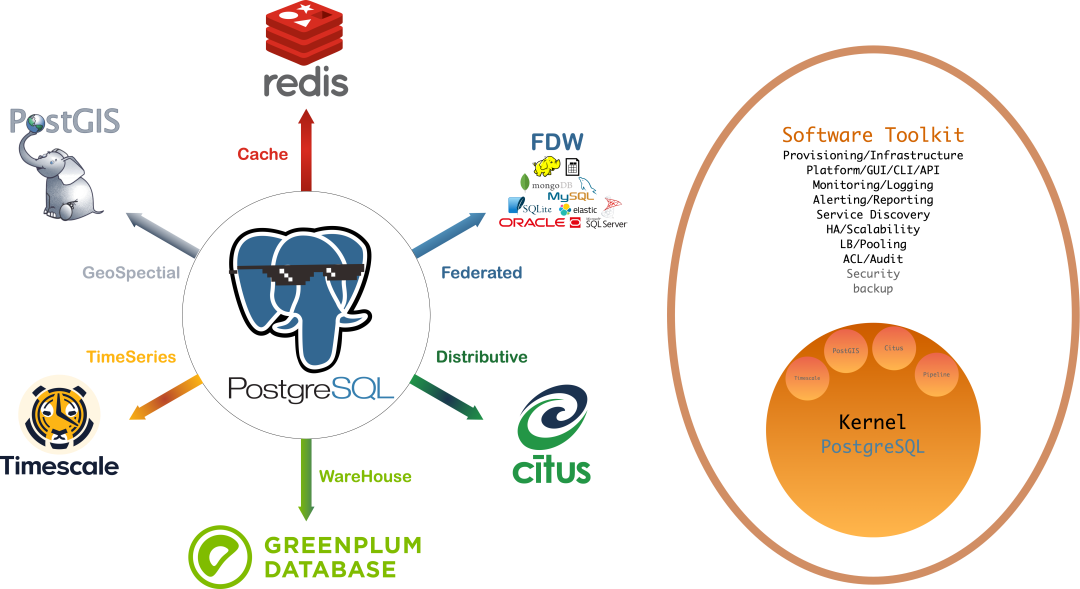 redis
Cache
PostGIS
GeoSpectial
FDW
mongoDB
MySQL
SQLite
elastic
ORACLE
SQL Server
Federated
PostgreSQL
TimeSeries
Timescale
Distributive
citus
WareHouse
GREENPLUM
DATABASE
Software Toolkit
Provisioning/Infrastructure
Platform/GUI/CLI/API
Monitoring/Logging
Alerting/Reporting
Service Discovery
HA/Scalability
LB/Pooling
ACL/Audit
Security
backup
Timescale
PostGIS
Citus
Pipeline
Kernel
PostgreSQL